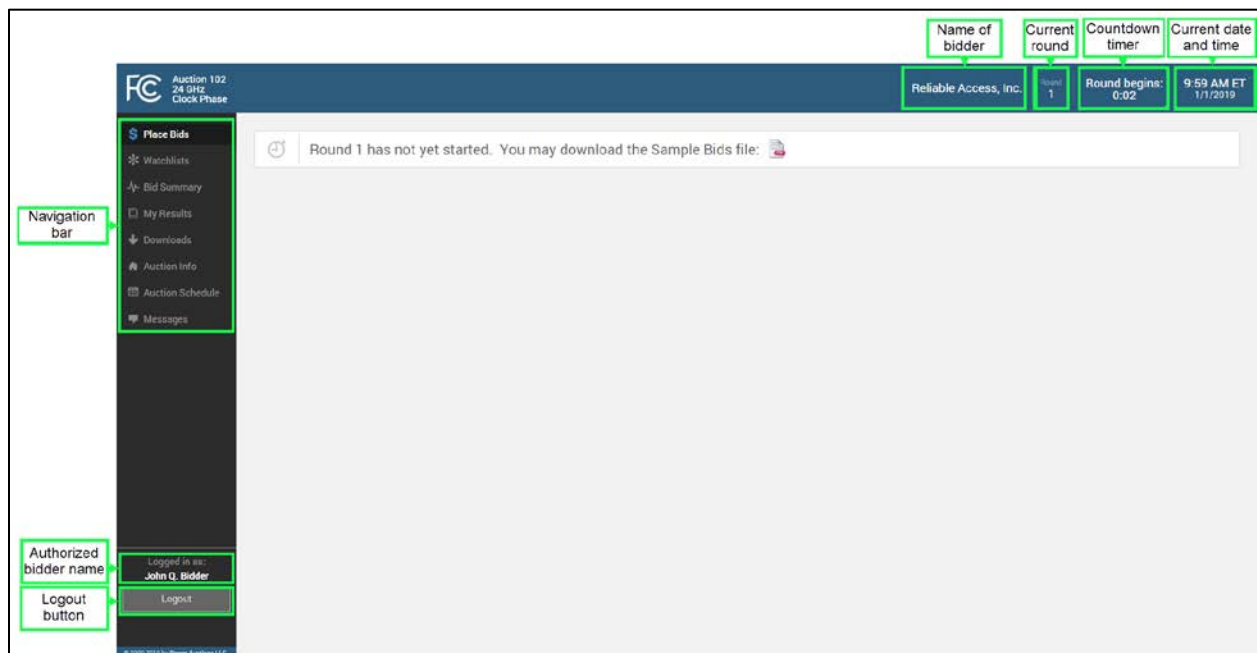 Name of
bidder
Current
round
Countdown
timer
Current date
and time
FCC
Auction 102
24 GHz
Clock Phase
Reliable Access, Inc.
Round
1
Round begins:
0:02
9:59 AM ET
1/1/2019
Place Bids
Watchlists
Bid Summary
My Results
Downloads
Auction Info
Auction Schedule
Messages
Round 1 has not yet started. You may download the Sample Bids file:
Navigation
bar
Authorized
bidder name
Logged in as:
John Q. Bidder
Logout
button
Logout